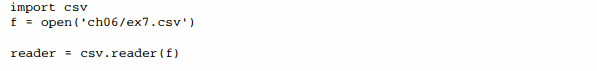 import csv
f = open('ch06/ex7.csv')
reader = csv.reader(f)